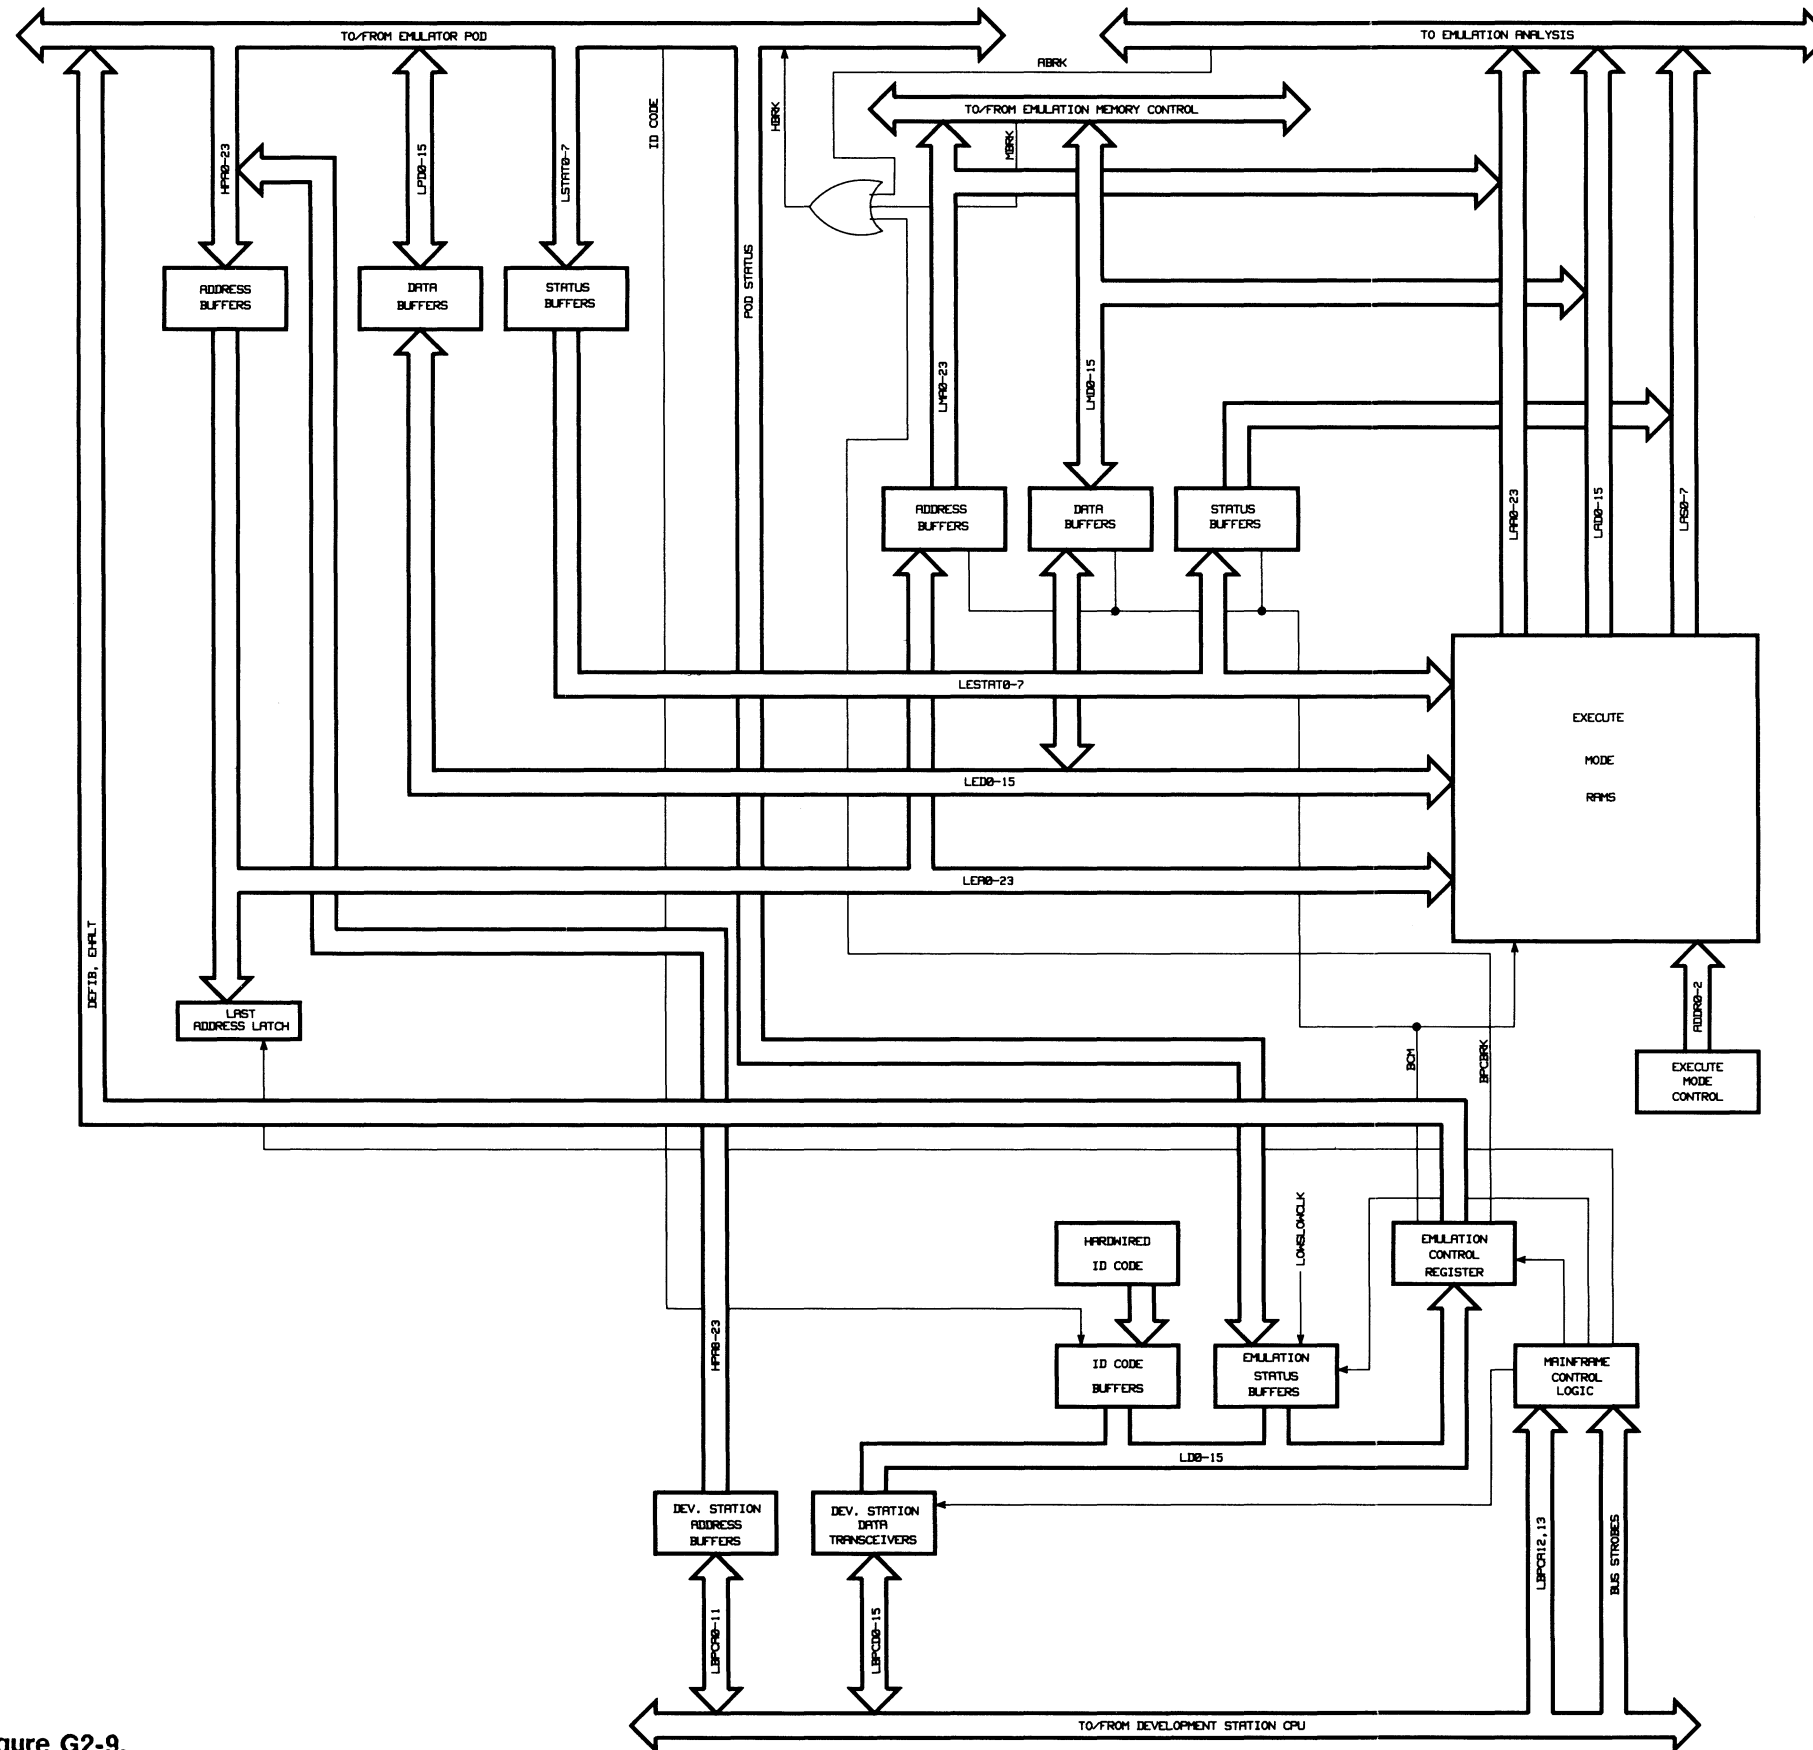 TO/FROM EMULATOR POD
TO EMULATION ANALYSIS
ABRK
TO/FROM EMULATION MEMORY CONTROL
ID CODE
HBRK
MBRK
HPA0-23
LPD0-15
LSTAT0-7
POD STATUS
ADDRESS
BUFFERS
DATA
BUFFERS
STATUS
BUFFERS
LMA0-23
LMD0-15
ADDRESS
BUFFERS
DATA
BUFFERS
STATUS
BUFFERS
LAA0-23
LAD0-15
LAS0-7
LESTAT0-7
EXECUTE
MODE
RAMS
LED0-15
LEA0-23
DEFIB, EHALT
LAST
ADDRESS LATCH
ADDR0-2
BCM
BPCBRK
EXECUTE
MODE
CONTROL
HARDWIRED
ID CODE
LOWSLOWCLK
EMULATION
CONTROL
REGISTER
HPA8-23
ID CODE
BUFFERS
EMULATION
STATUS
BUFFERS
MAINFRAME
CONTROL
LOGIC
LD0-15
DEV. STATION
ADDRESS
BUFFERS
DEV. STATION
DATA
TRANSCEIVERS
LBPCA12,13
BUS STROBES
LBPCA0-11
LBPCD0-15
TO/FROM DEVELOPMENT STATION CPU
gure G2-9.